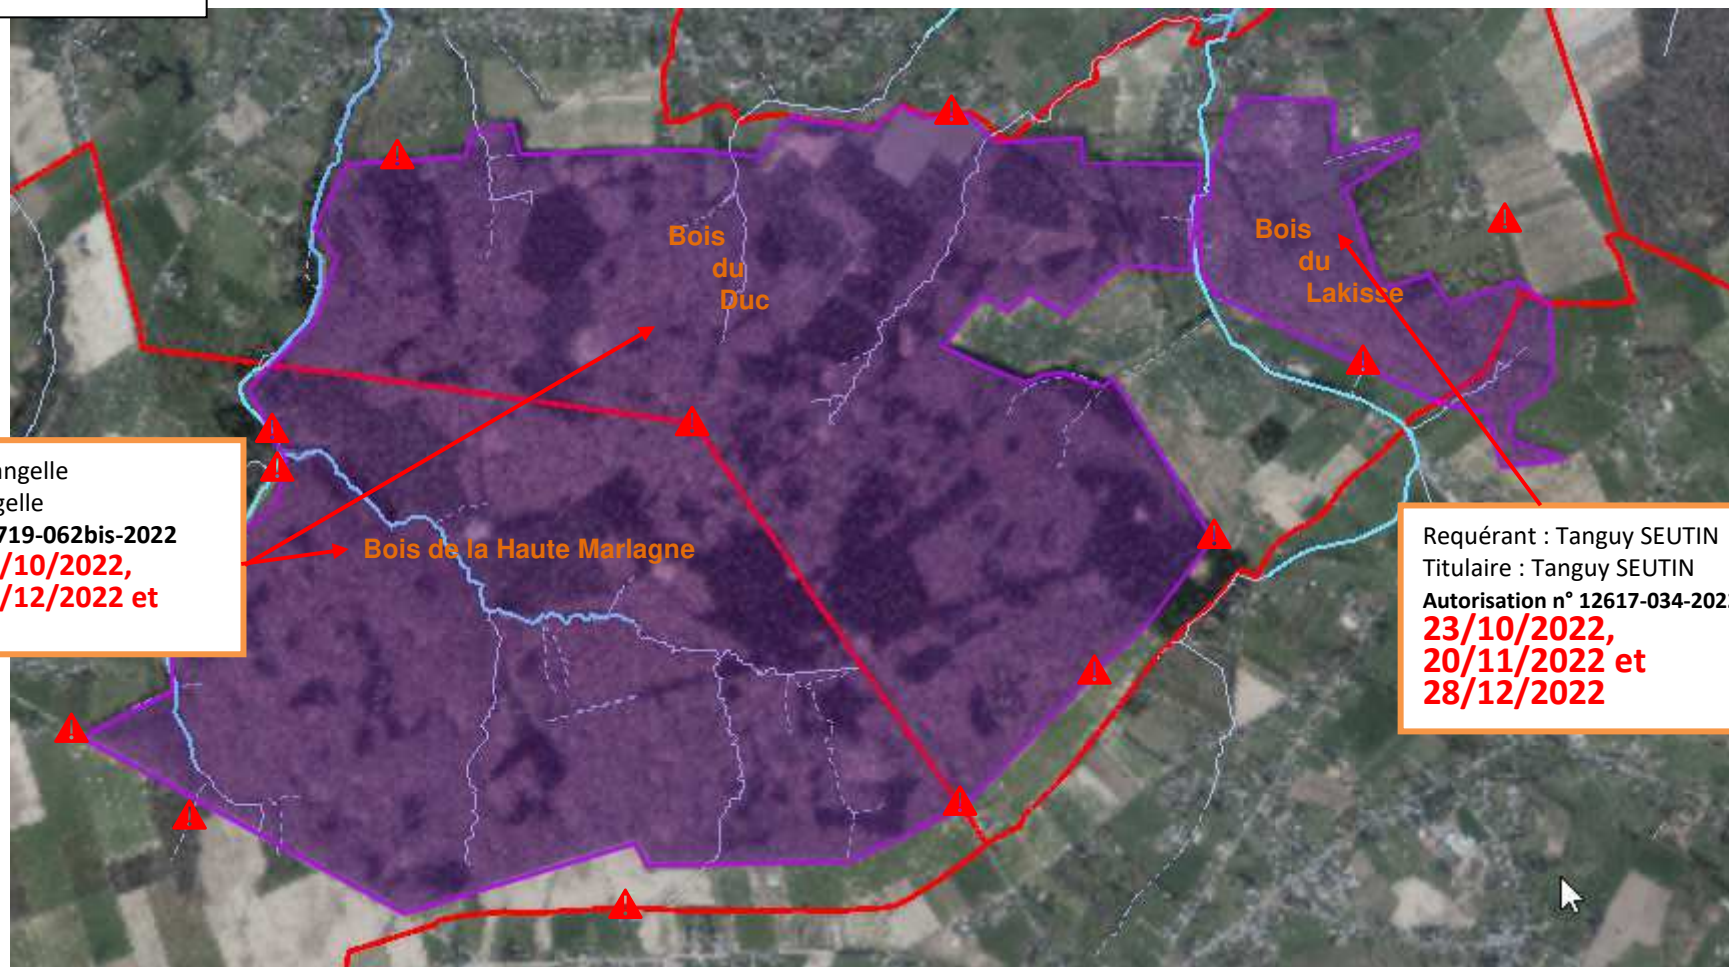 Bois
du
Duc
Bois
du
Lakisse
Bois de la Haute Marlagne
angelle
gelle
719-062bis-2022
/10/2022,
/12/2022 et
Requérant : Tanguy SEUTIN
Titulaire : Tanguy SEUTIN
Autorisation n° 12617-034-2022
23/10/2022,
20/11/2022 et
28/12/2022